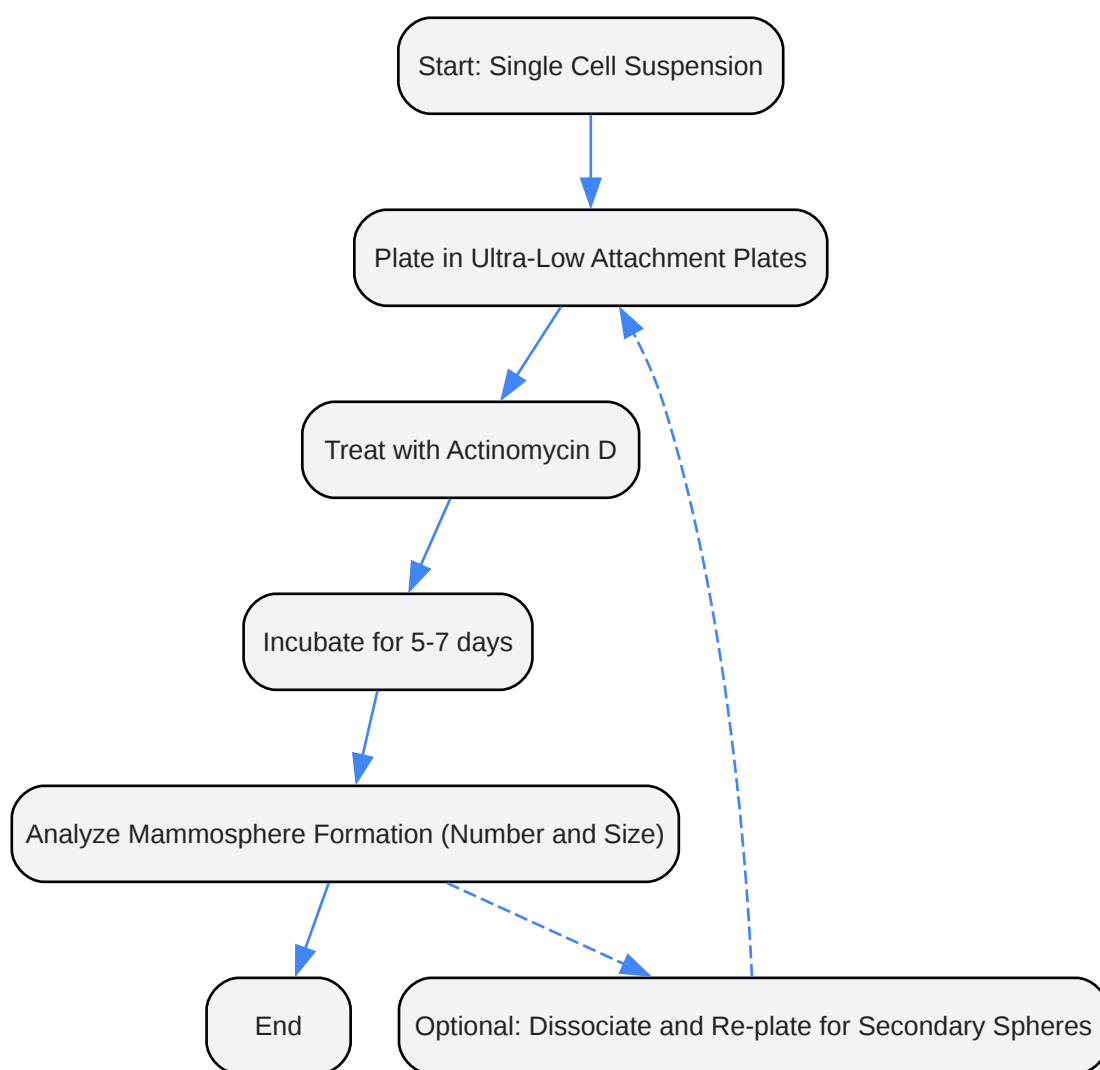 Start: Single Cell Suspension
Plate in Ultra-Low Attachment Plates
Treat with Actinomycin D
Incubate for 5-7 days
Analyze Mammosphere Formation (Number and Size)
End
Optional: Dissociate and Re-plate for Secondary Spheres